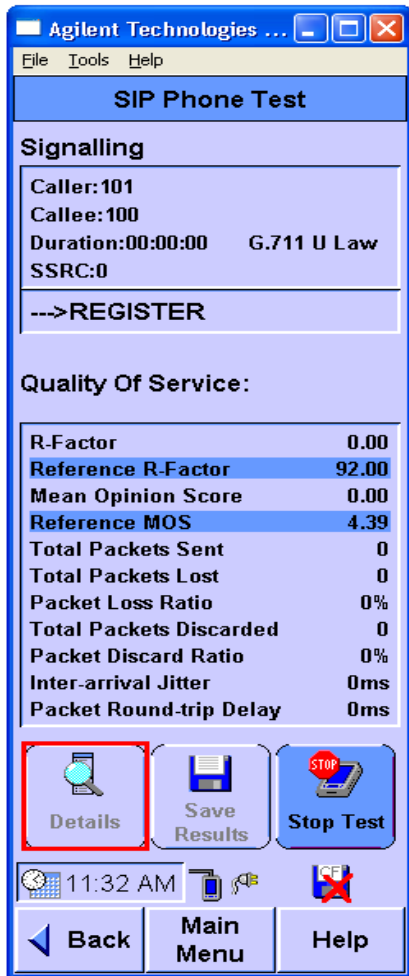 Agilent Technologies ...
File Tools Help
SIP Phone Test
Signalling
Caller:101
Callee:100
Duration:00:00:00 G.711 U Law
SSRC:0
--->REGISTER
Quality Of Service:
R-Factor 0.00
Reference R-Factor 92.00
Mean Opinion Score 0.00
Reference MOS 4.39
Total Packets Sent 0
Total Packets Lost 0
Packet Loss Ratio 0%
Total Packets Discarded 0
Packet Discard Ratio 0%
Inter-arrival Jitter 0ms
Packet Round-trip Delay 0ms
STOP
Details
Save
Results
Stop Test
11:32 AM
CF
Back
Main
Menu
Help